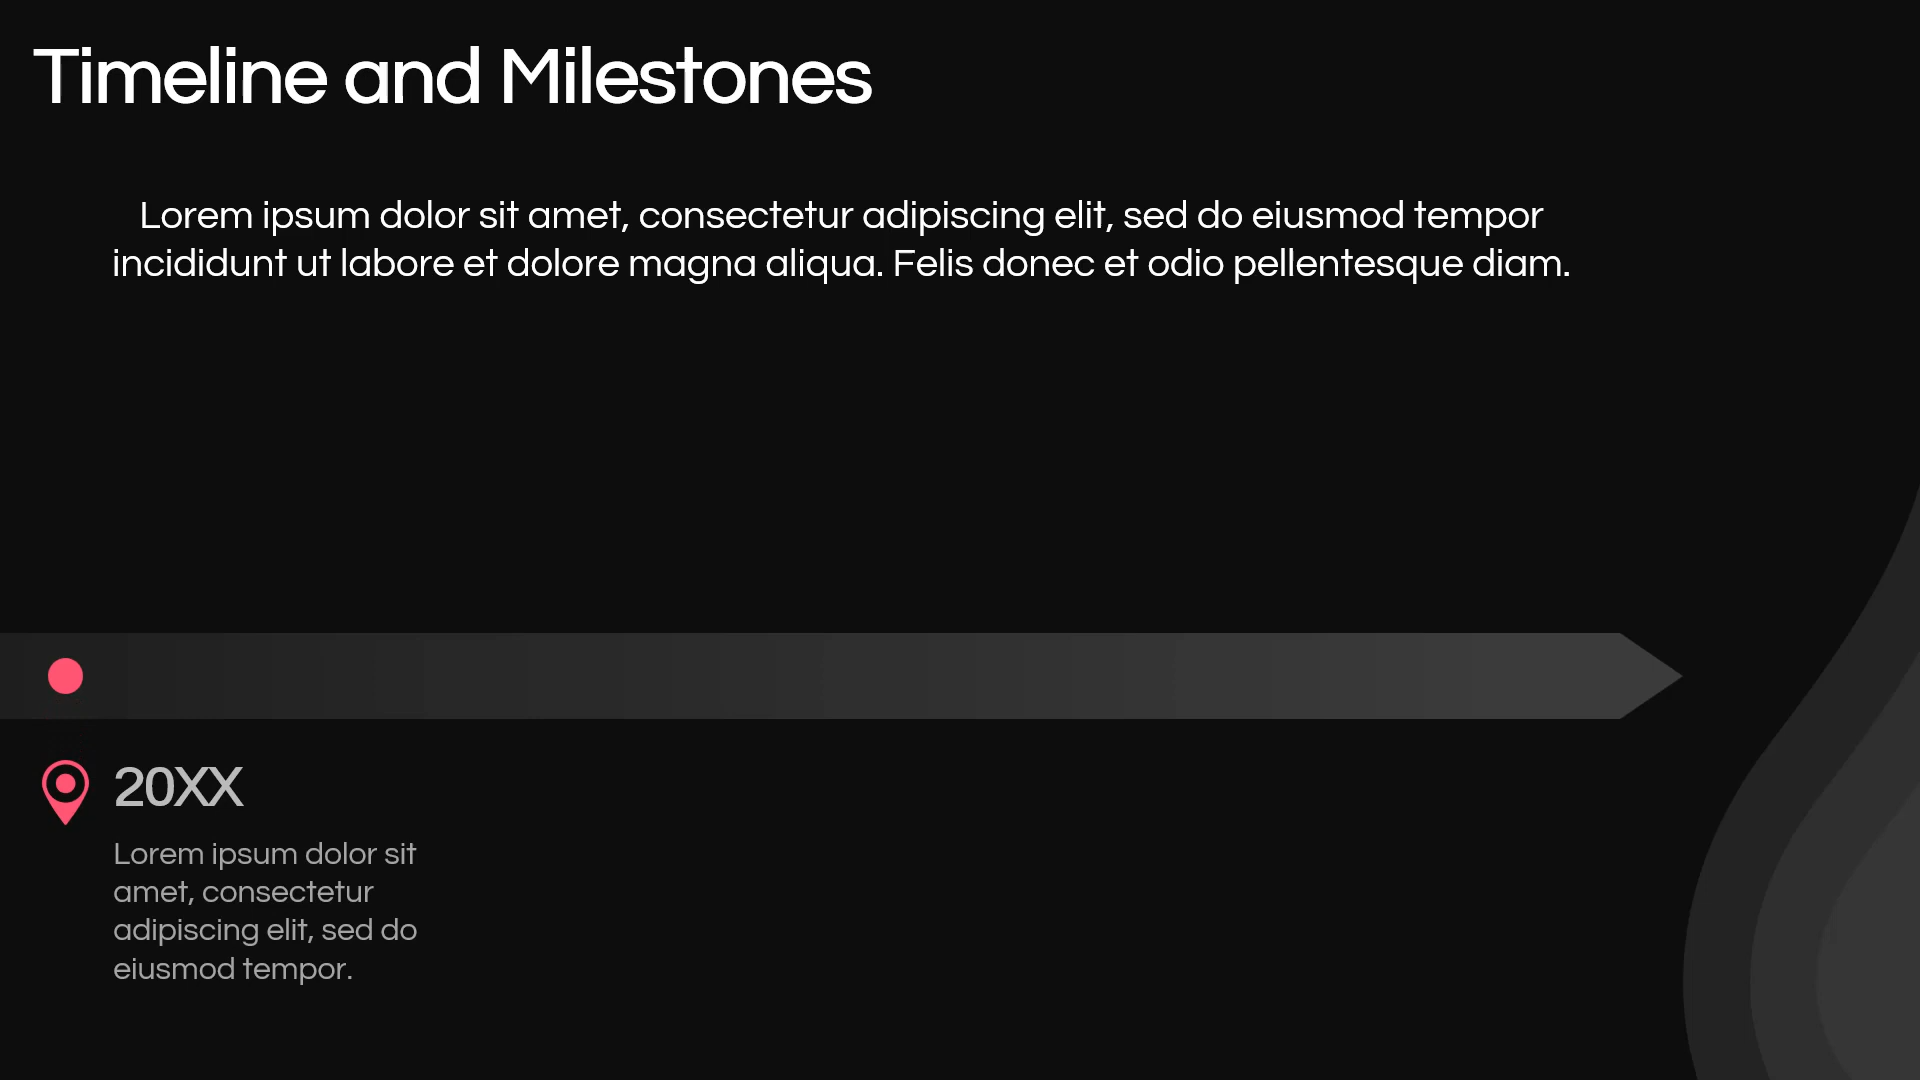 Timeline and Milestones
Lorem ipsum dolor sit amet, consectetur adipiscing elit, sed do eiusmod tempor
incididunt ut labore et dolore magna aliqua. Felis donec et odio pellentesque diam.
20XX
Lorem ipsum dolor sit
amet, consectetur
adipiscing elit, sed do
eiusmod tempor.